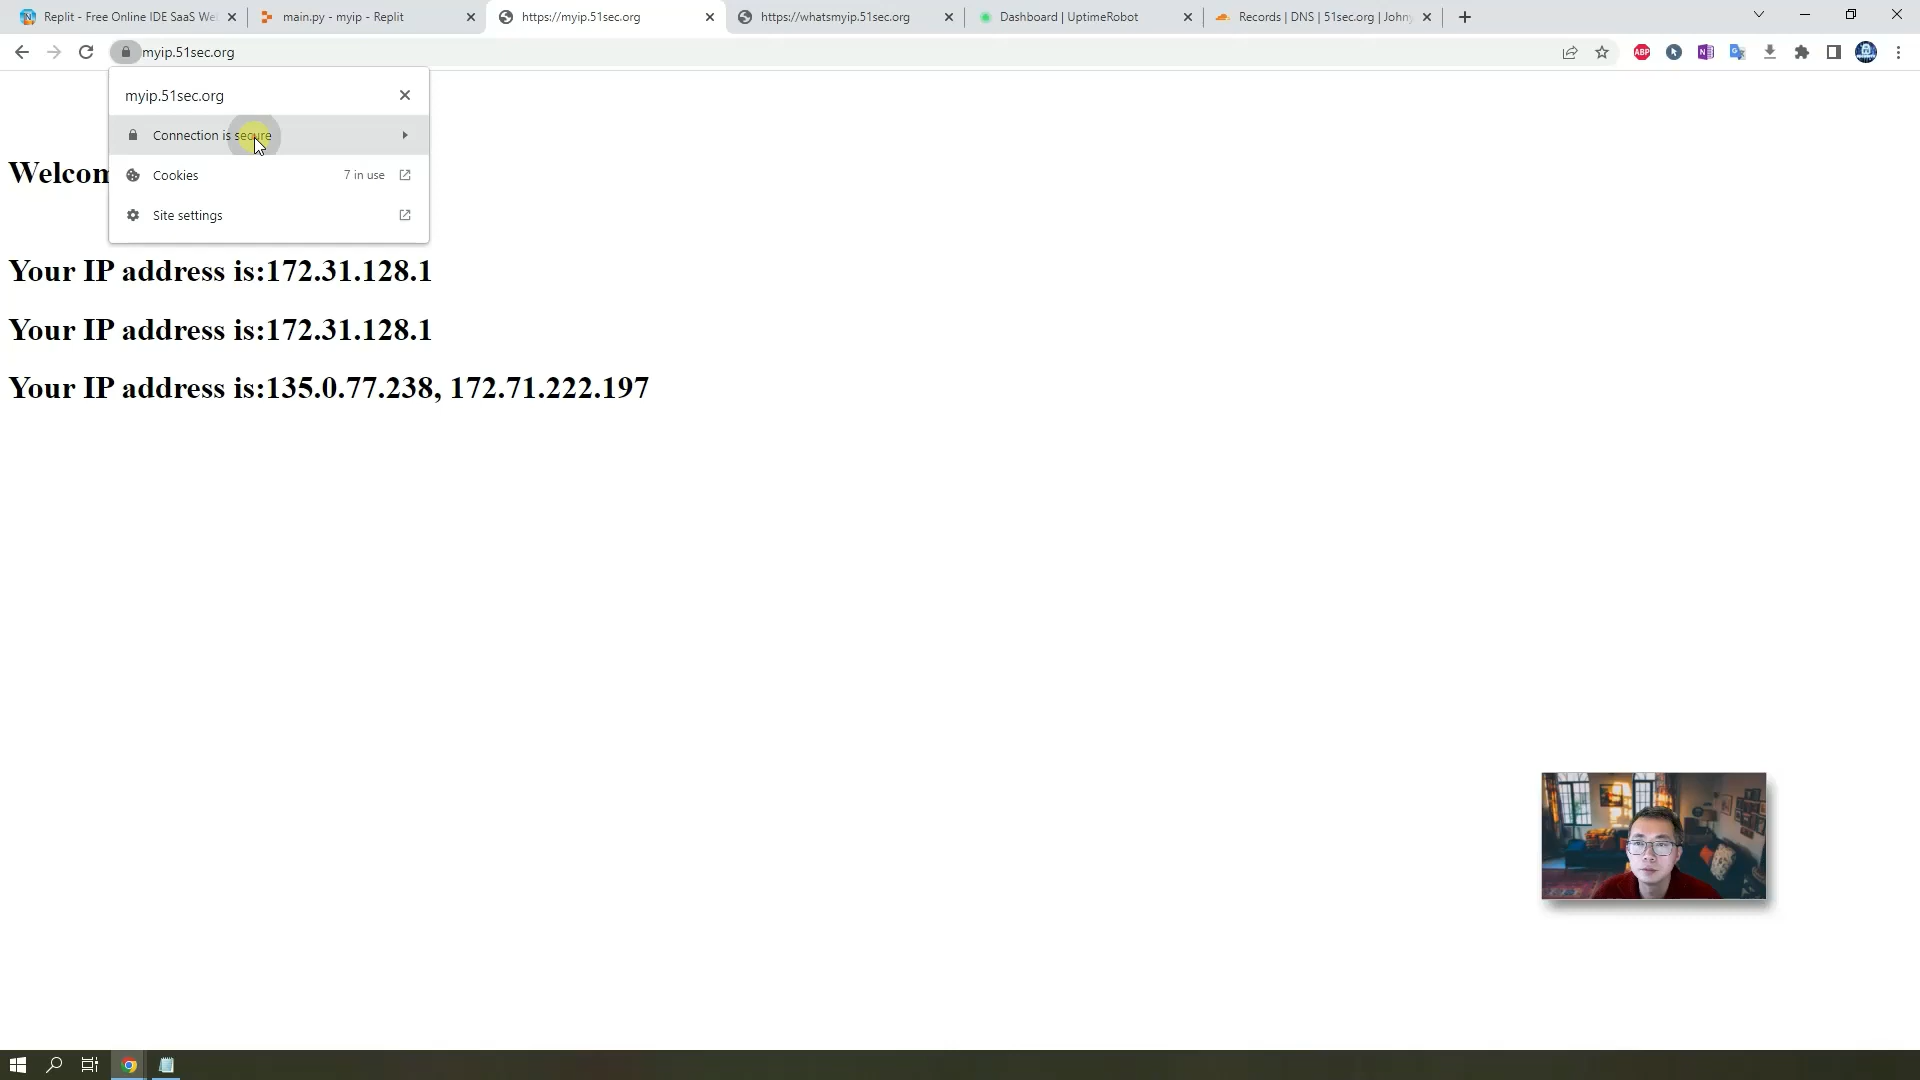 Replit - Free Online IDE SaaS We
main.py - myip - Replit
https://myip.51sec.org
https://whatsmyip.51sec.org
Dashboard | UptimeRobot
Records | DNS | 51sec.org | Johny
myip.51sec.org
ABP
myip.51sec.org
Connection is secure
Cookies
7 in use
Site settings
Welcom
Your IP address is:172.31.128.1
Your IP address is:172.31.128.1
Your IP address is:135.0.77.238, 172.71.222.197